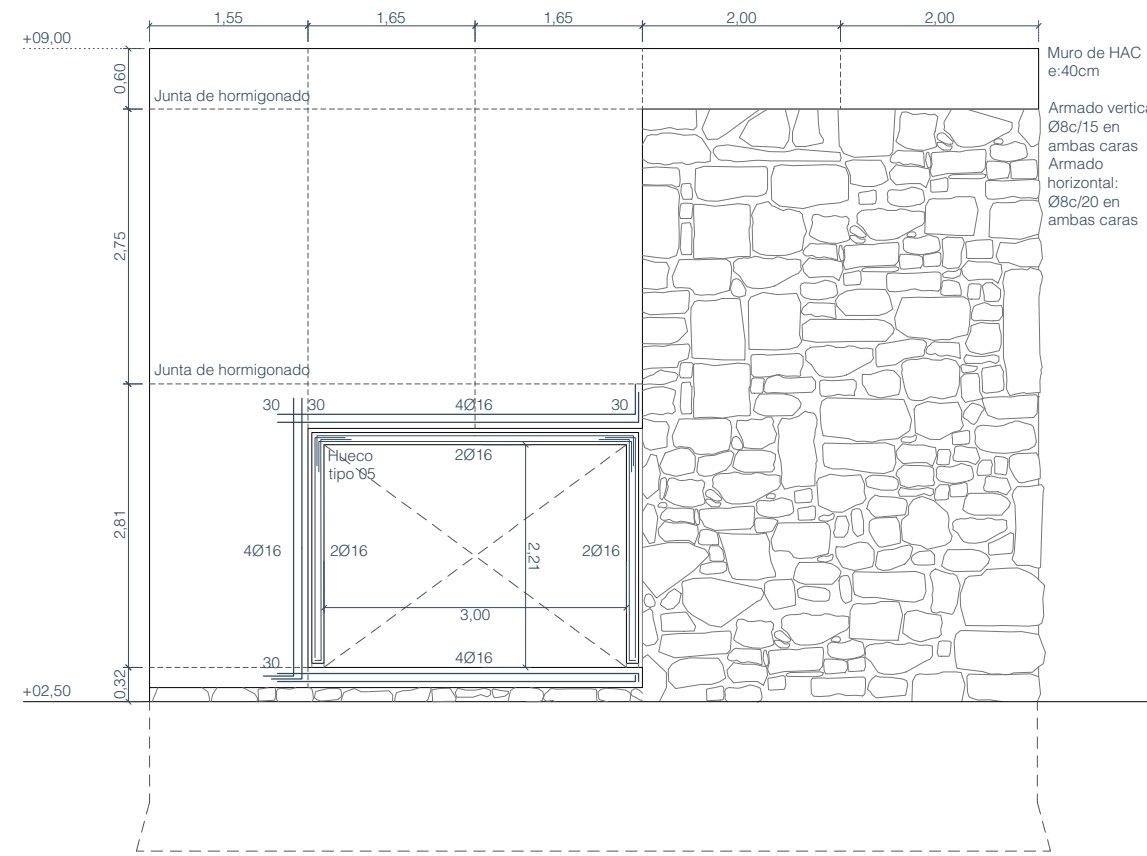 1,55
1,65
1,65
2,00
2,00
+09,00
Muro de HAC
e:40cm
0,60
Junta de hormigonado
Armado vertica
Ø8c/15 en
ambas caras
Armado
horizontal:
Ø8c/20 en
ambas caras
2,75
Junta de hormigonado
30
30
4Ø16
30
Hueco
tipo 05
2Ø16
2,81
4Ø16
2Ø16
2,21
2Ø16
3,00
30
4Ø16
0,32
+02,50